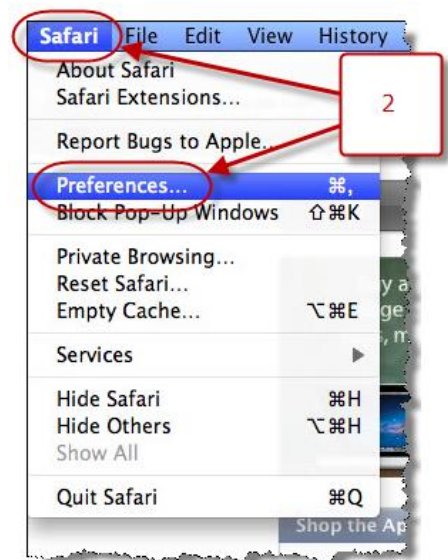 Safari File Edit View History
About Safari
Safari Extensions...
2
Report Bugs to Apple...
Preferences... ⌘,
Block Pop-Up Windows ⇧⌘K
Private Browsing...
Reset Safari...
Empty Cache... ⌥⌘E
Services ▶
Hide Safari ⌘H
Hide Others ⌥⌘H
Show All
Quit Safari ⌘Q
Shop the Ap